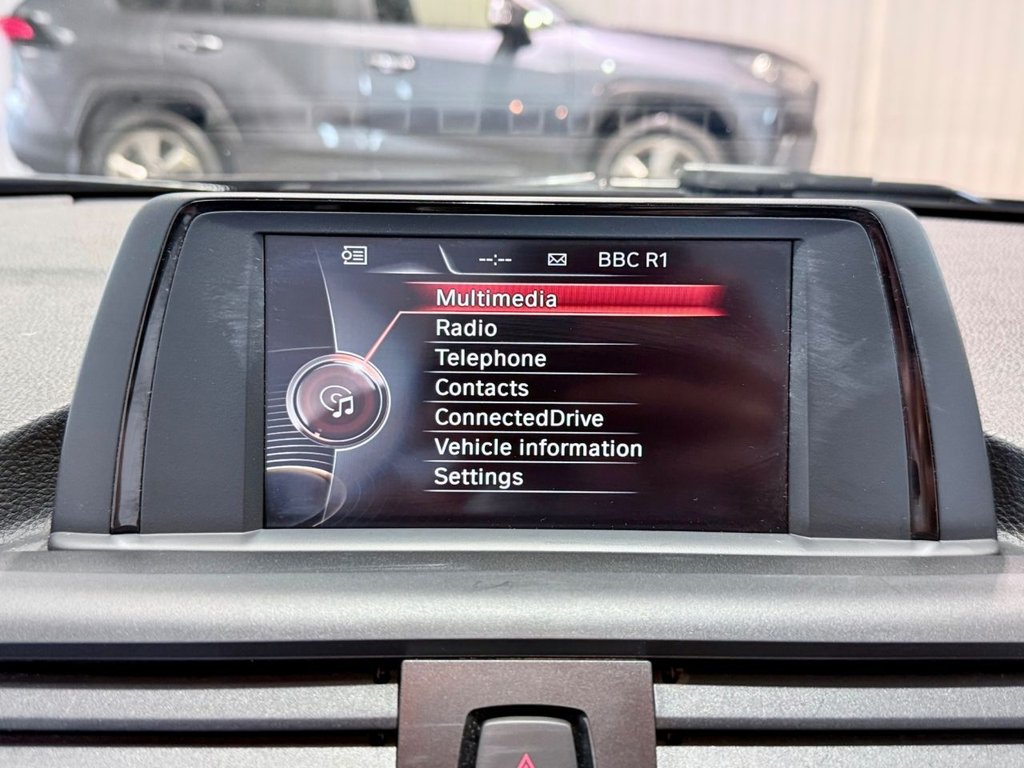 --:-- BBC R1
Multimedia
Radio
Telephone
Contacts
ConnectedDrive
Vehicle information
Settings